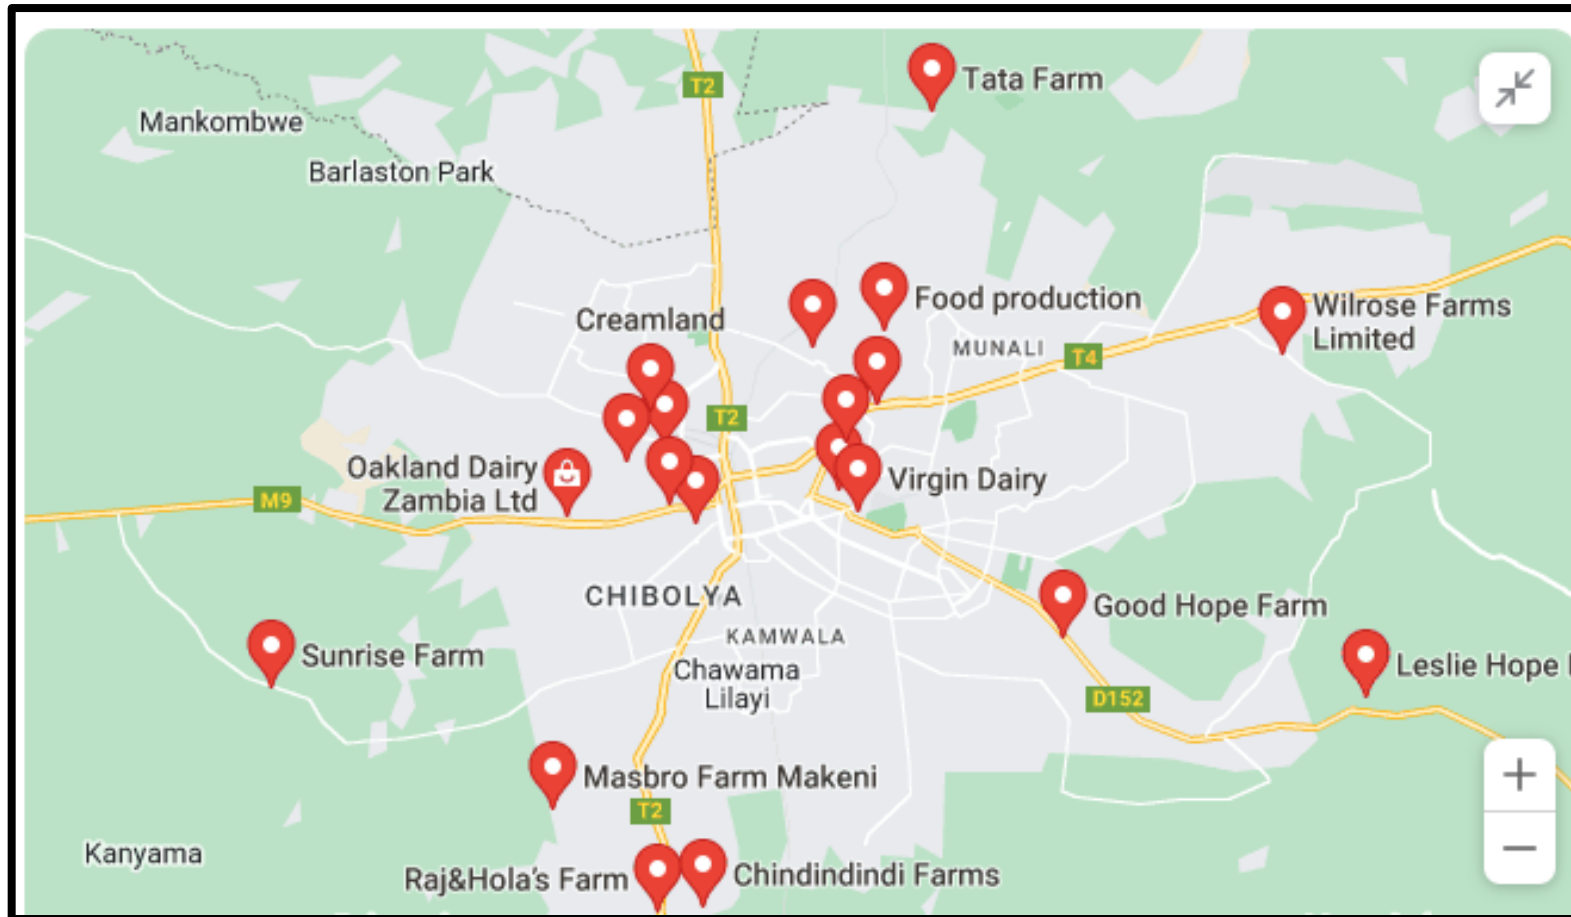 Tata Farm
T2
Mankombwe
Barlaston Park
Food production
Creamland
Wilrose Farms
Limited
MUNALI
T4
T2
Oakland Dairy
Zambia Ltd
M9
Virgin Dairy
CHIBOLYA
Good Hope Farm
KAMWALA
Sunrise Farm
Chawama
Lilayi
Leslie Hope
D152
Masbro Farm Makeni
T2
Kanyama
Raj&Hola's Farm
Chindindindi Farms